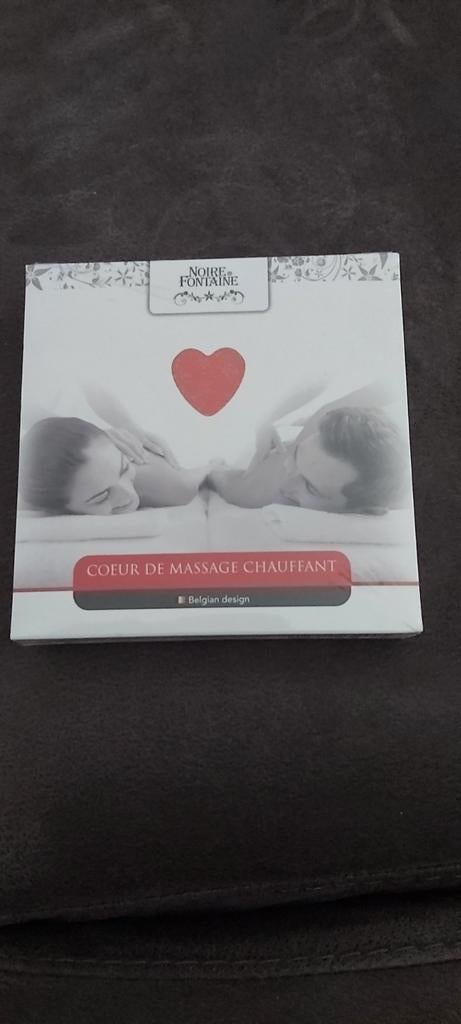 NOIRE
FONTAINE
COEUR DE MASSAGE CHAUFFANT
Belgian design